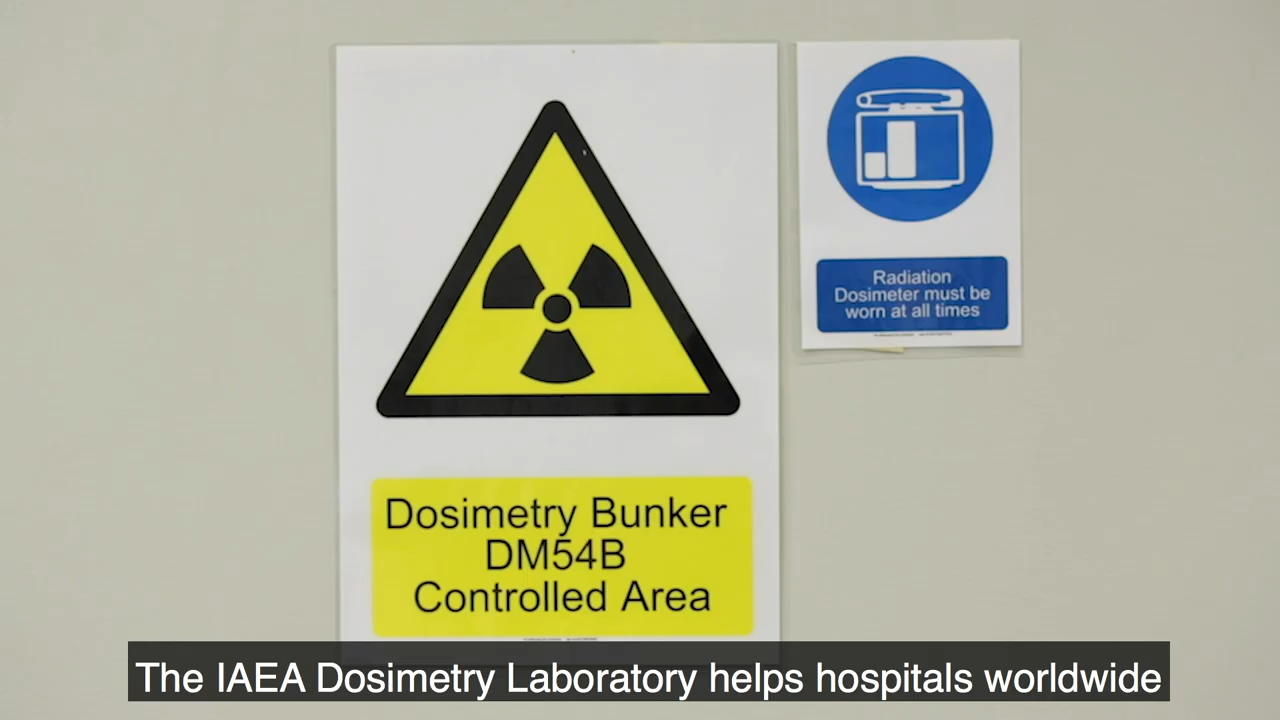 Dosimetry Bunker
DM54B
Controlled Area
Radiation
Dosimeter must be
worn at all times
The IAEA Dosimetry Laboratory helps hospitals worldwide